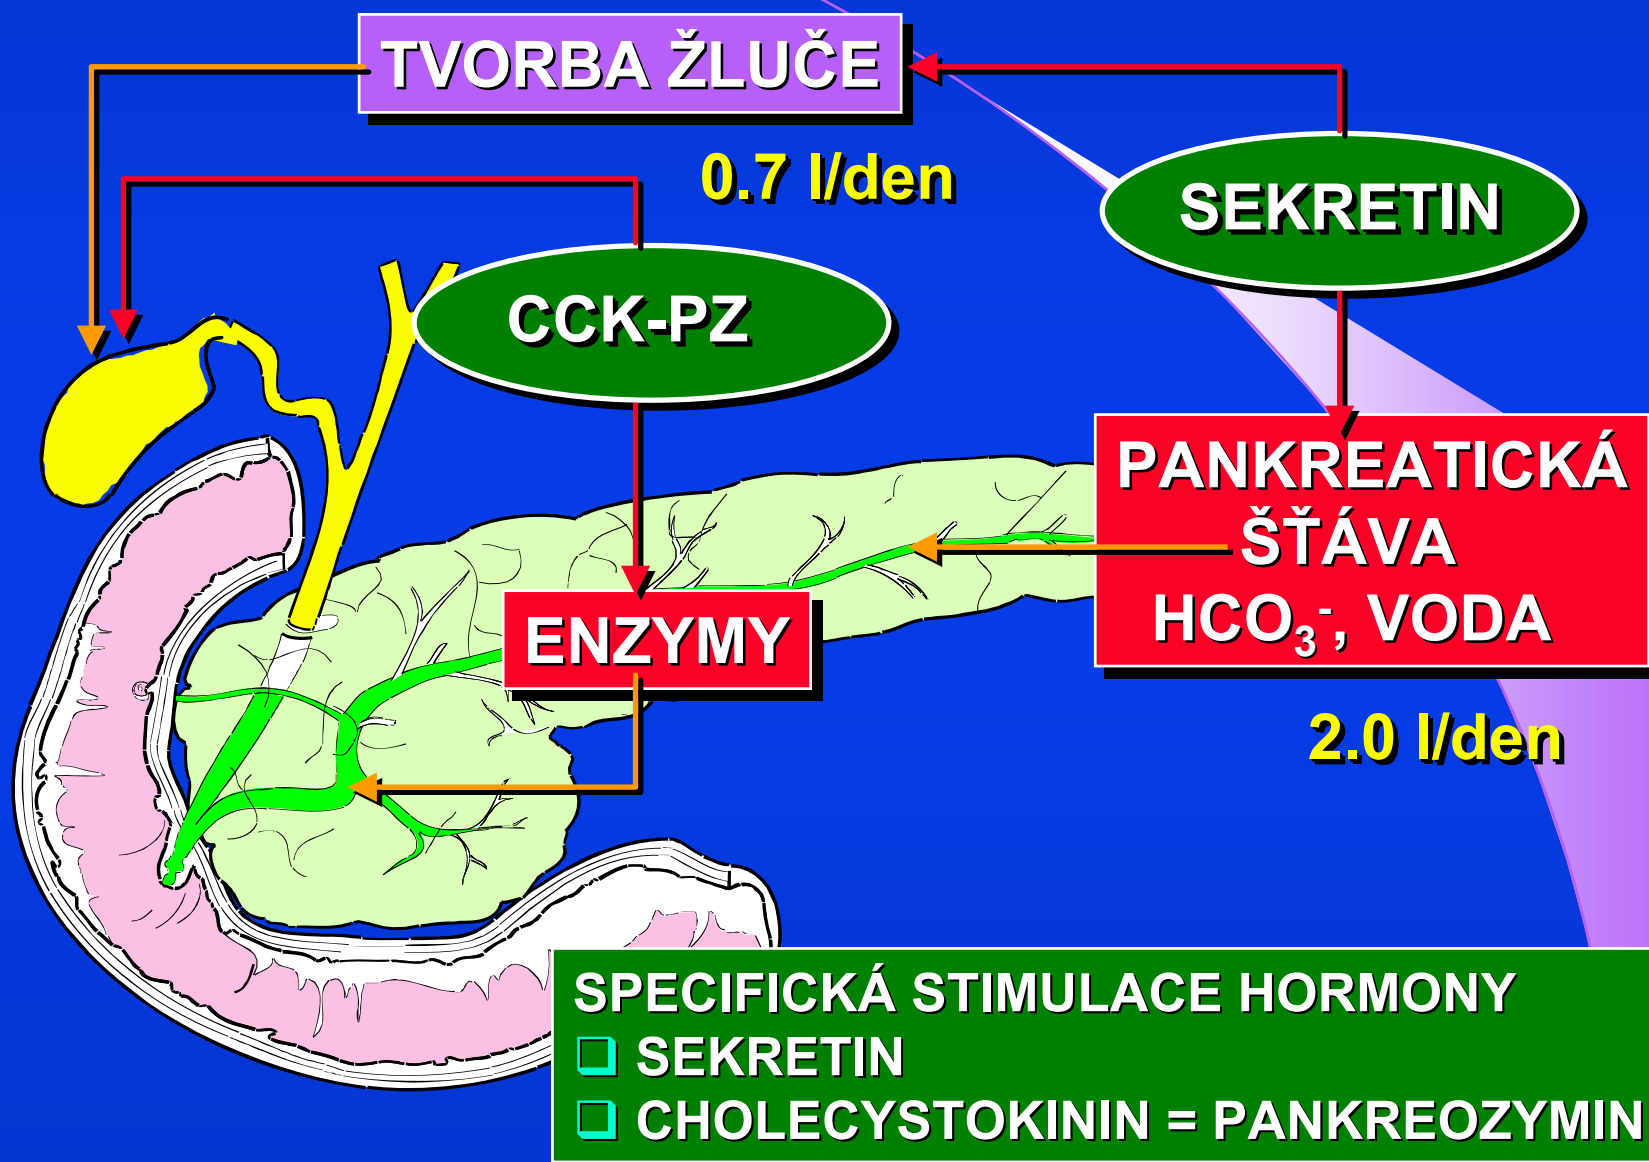 TVORBA ŽLUČE
0.7 l/den
SEKRETIN
CCK-PZ
PANKREATICKÁ
ŠŤÁVA
HCO₃⁻, VODA
ENZYMY
2.0 l/den
SPECIFICKÁ STIMULACE HORMONY
❑ SEKRETIN
❑ CHOLECYSTOKININ = PANKREOZYMIN